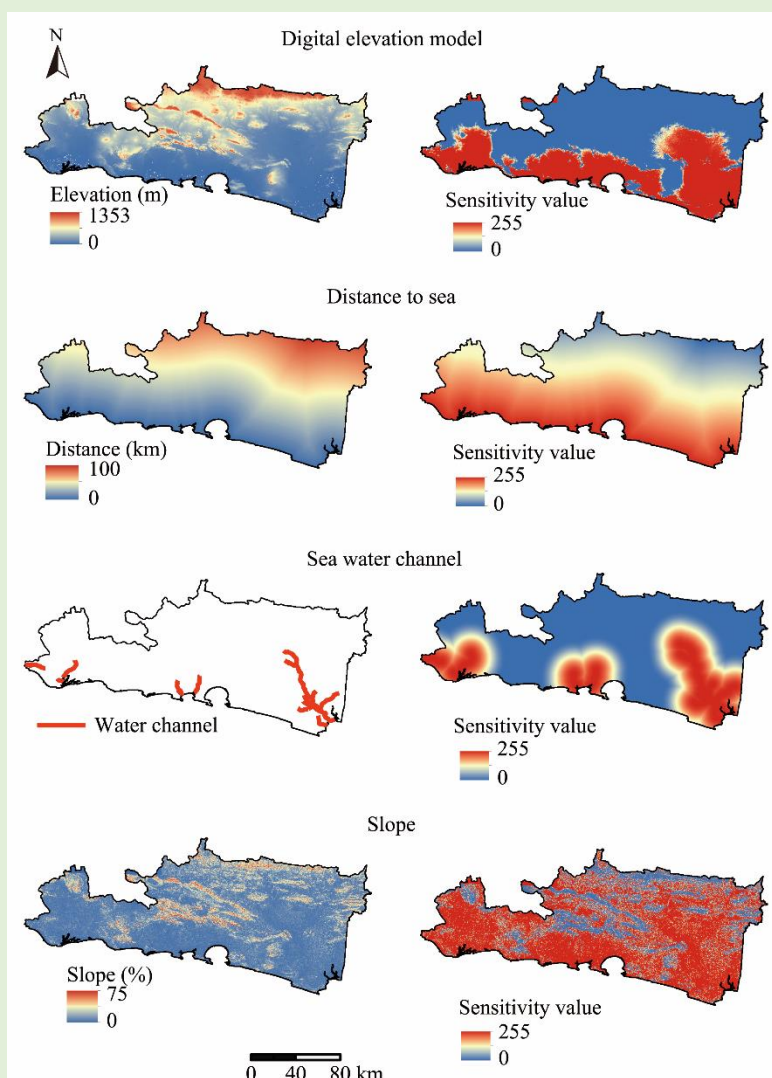 N
Digital elevation model
Elevation (m)
1353
0
Sensitivity value
255
0
Distance to sea
Distance (km)
100
0
Sensitivity value
255
0
Sea water channel
Water channel
Sensitivity value
255
0
Slope
Slope (%)
75
0
Sensitivity value
255
0
0 40 80 km